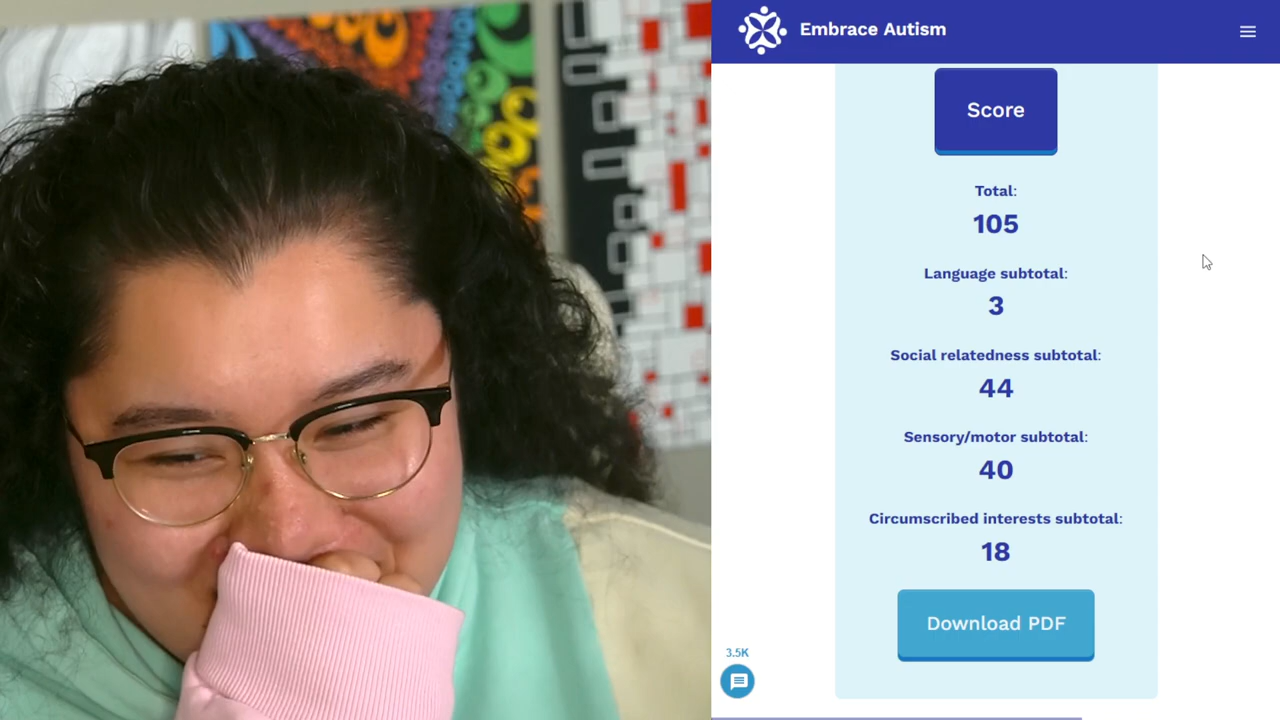 Embrace Autism
Score
Total:
105
Language subtotal:
3
Social relatedness subtotal:
44
Sensory/motor subtotal:
40
Circumscribed interests subtotal:
18
Download PDF
3.5K